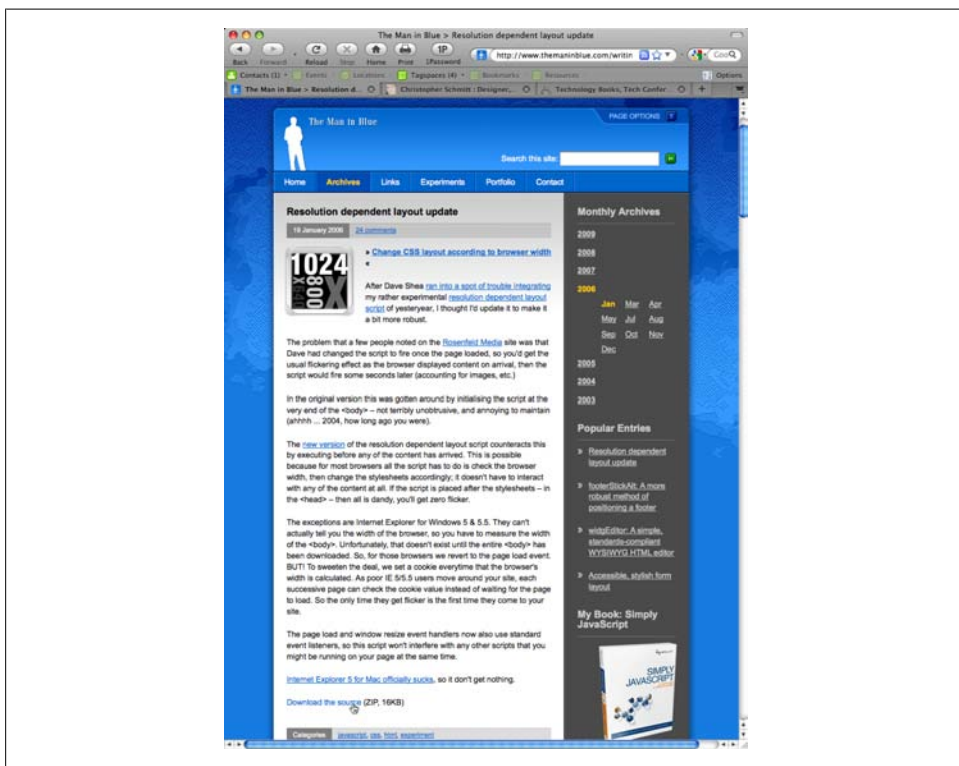 The Man in Blue > Resolution dependent layout update
Back Forward Reload Stop Home Print 1Password
1P
http://www.themaninblue.com/writin
Contacts (1) Events Locations Tagspaces (4) Bookmarks Resources Options
The Man in Blue > Resolution d... Christopher Schmitt : Designer,... Technology Books, Tech Confer...
The Man in Blue
PAGE OPTIONS
Search this site:
Home Archives Links Experiments Portfolio Contact
Resolution dependent layout update
24 comments
1024
X
800
» Change CSS layout according to browser width
«
After Dave Shea ran into a spot of trouble integrating
my rather experimental resolution dependent layout
script of yesteryear, I thought I'd update it to make it
a bit more robust.
The problem that a few people noted on the Rosenfeld Media site was that
Dave had changed the script to fire once the page loaded, so you'd get the
usual flickering effect as the browser displayed content on arrival, then the
script would fire some seconds later (accounting for images, etc.)
In the original version this was gotten around by initialising the script at the
very end of the <body> – not terribly unobtrusive, and annoying to maintain
(ahhhh ... 2004, how long ago you were).
The new version of the resolution dependent layout script counteracts this
by executing before any of the content has arrived. This is possible
because for most browsers all the script has to do is check the browser
width, then change the stylesheets accordingly; it doesn't have to interact
with any of the content at all. If the script is placed after the stylesheets – in
the <head> – then all is dandy, you'll get zero flicker.
The exceptions are Internet Explorer for Windows 5 & 5.5. They can't
actually tell you the width of the browser, so you have to measure the width
of the <body>. Unfortunately, that doesn't exist until the entire <body> has
been downloaded. So, for those browsers we revert to the page load event.
BUT! To sweeten the deal, we set a cookie everytime that the browser's
width is calculated. As poor IE 5/5.5 users move around your site, each
successive page can check the cookie value instead of waiting for the page
to load. So the only time they get flicker is the first time they come to your
site.
The page load and window resize event handlers now also use standard
event listeners, so this script won't interfere with any other scripts that you
might be running on your page at the same time.
Internet Explorer 5 for Mac officially sucks, so it don't get nothing.
Download the source (ZIP, 16KB)
Categories javascript, css, html, experiment
Monthly Archives
2009
2008
2007
2006
Jan Mar Apr
May Jul Aug
Sep Oct Nov
Dec
2005
2004
2003
Popular Entries
» Resolution dependent
layout update
» footerStickAlt: A more
robust method of
positioning a footer
» widgEditor: A simple,
standards-compliant
WYSIWYG HTML editor
» Accessible, stylish form
layout
My Book: Simply
JavaScript
SIMPLY
JAVASCRIPT